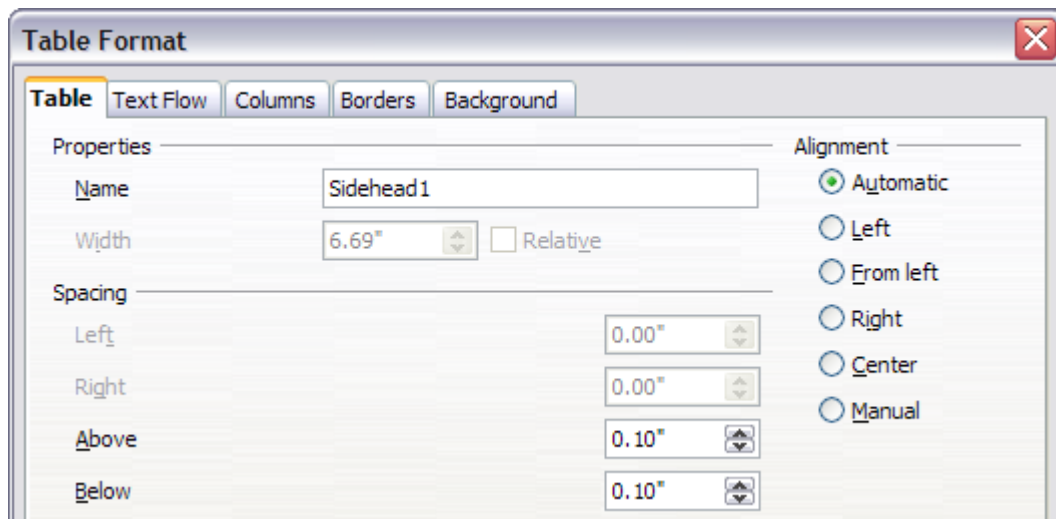 Table Format
Table Text Flow Columns Borders Background
Properties
Name Sidehead1
Width 6.69" Relative
Spacing
Left 0.00"
Right 0.00"
Above 0.10"
Below 0.10"
Alignment
Automatic
Left
From left
Right
Center
Manual